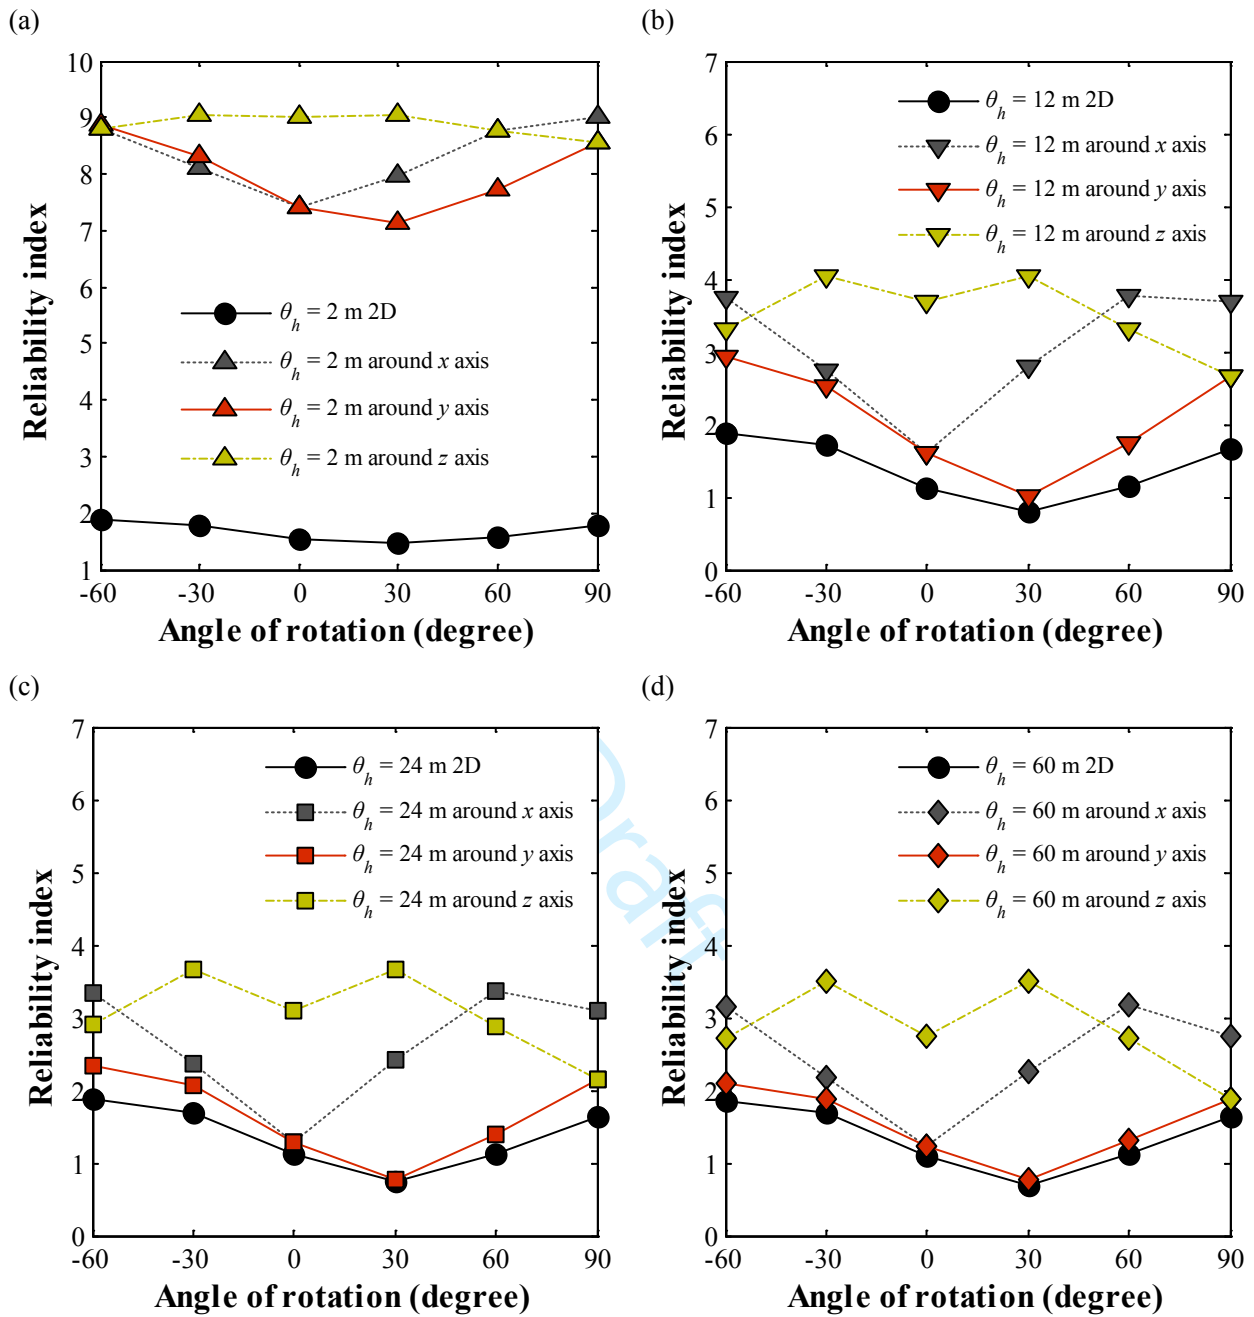 (a)
10
9
8
7
6
5
4
3
2
1
-60 -30 0 30 60 90
Reliability index
Angle of rotation (degree)
θh = 2 m 2D
θh = 2 m around x axis
θh = 2 m around y axis
θh = 2 m around z axis
(b)
7
6
5
4
3
2
1
0
-60 -30 0 30 60 90
Reliability index
Angle of rotation (degree)
θh = 12 m 2D
θh = 12 m around x axis
θh = 12 m around y axis
θh = 12 m around z axis
(c)
7
6
5
4
3
2
1
0
-60 -30 0 30 60 90
Reliability index
Angle of rotation (degree)
θh = 24 m 2D
θh = 24 m around x axis
θh = 24 m around y axis
θh = 24 m around z axis
(d)
7
6
5
4
3
2
1
0
-60 -30 0 30 60 90
Reliability index
Angle of rotation (degree)
θh = 60 m 2D
θh = 60 m around x axis
θh = 60 m around y axis
θh = 60 m around z axis
Draft